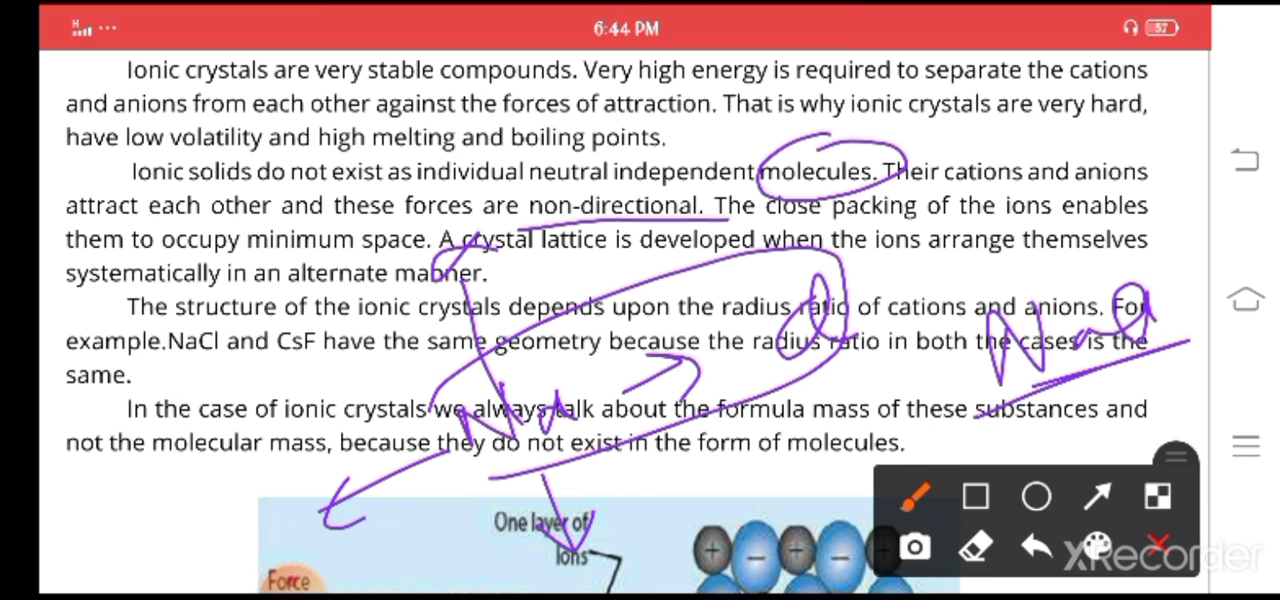 H
6:44 PM
57
Ionic crystals are very stable compounds. Very high energy is required to separate the cations
and anions from each other against the forces of attraction. That is why ionic crystals are very hard,
have low volatility and high melting and boiling points.
Ionic solids do not exist as individual neutral independent molecules. Their cations and anions
attract each other and these forces are non-directional. The close packing of the ions enables
them to occupy minimum space. A crystal lattice is developed when the ions arrange themselves
systematically in an alternate manner.
The structure of the ionic crystals depends upon the radius ratio of cations and anions. For
example.NaCl and CsF have the same geometry because the radius ratio in both the cases is the
same.
Na → Cl
NaCl
In the case of ionic crystals we always talk about the formula mass of these substances and
not the molecular mass, because they do not exist in the form of molecules.
One layer of
Ions
+ − + − +
Force
XRecorder